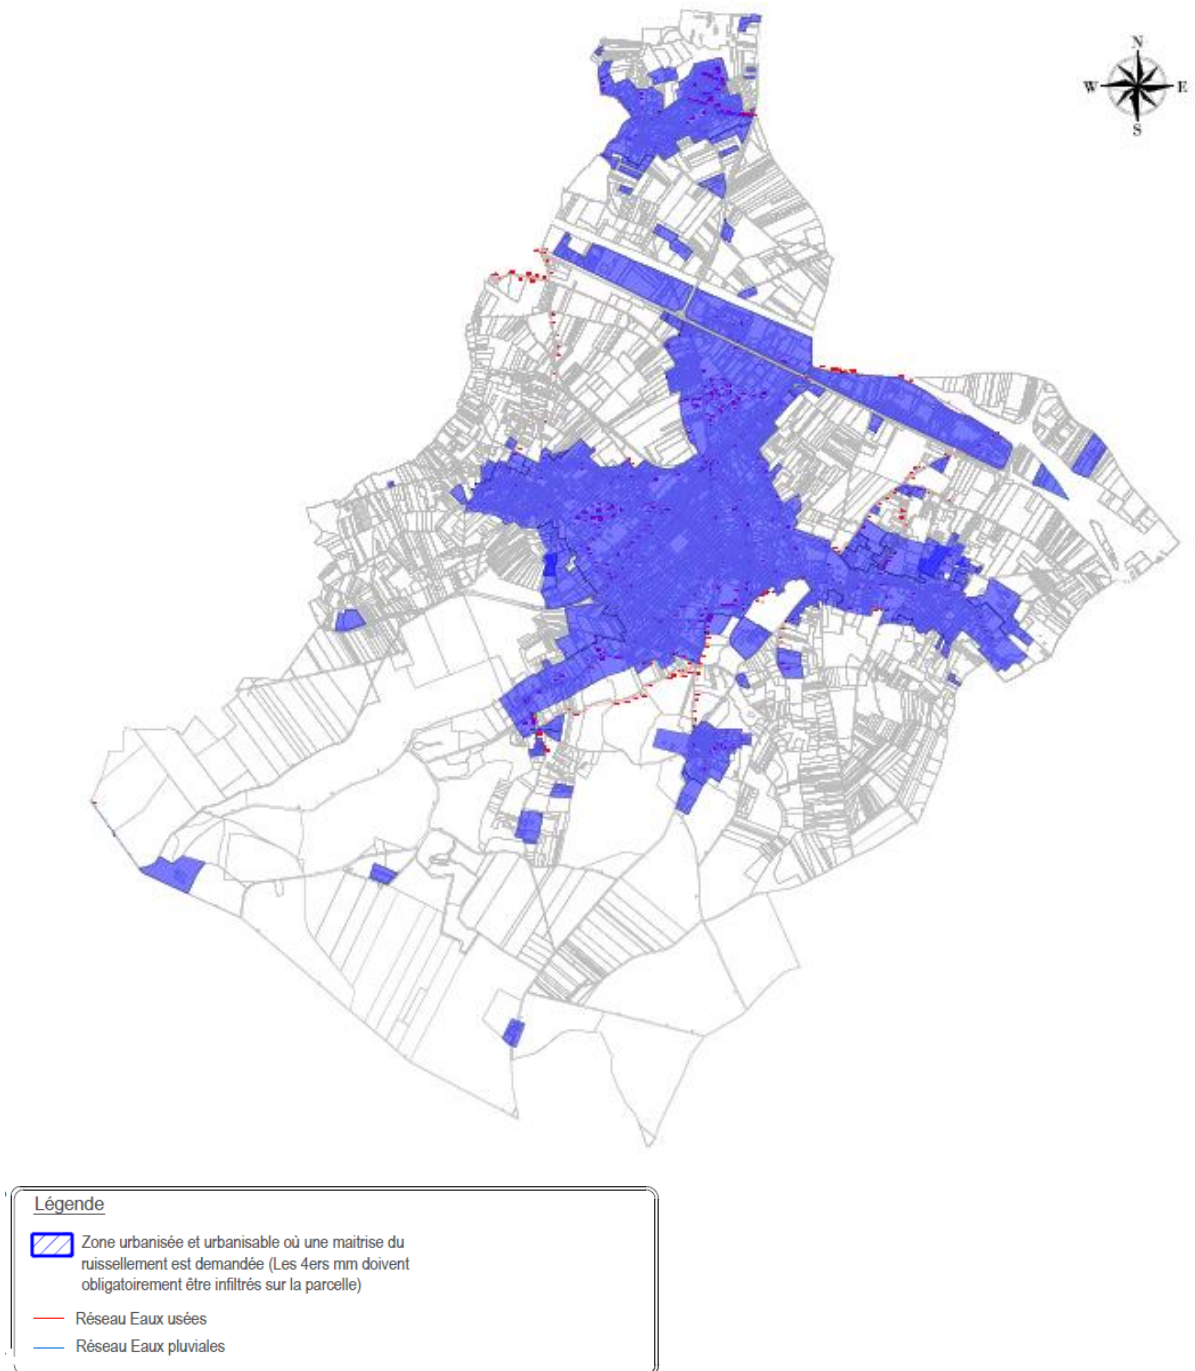 N
W E
S
Légende
Zone urbanisée et urbanisable où une maitrise du
ruissellement est demandée (Les 4ers mm doivent
obligatoirement être infiltrés sur la parcelle)
Réseau Eaux usées
Réseau Eaux pluviales